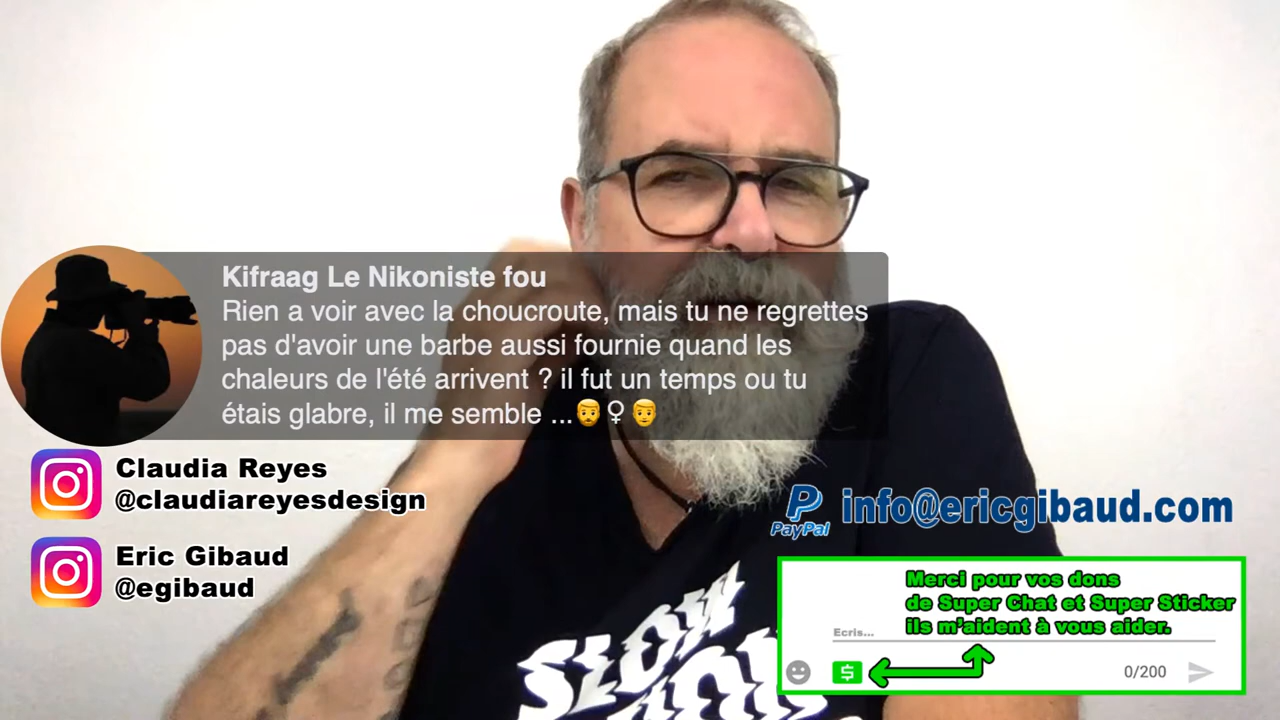 Kifraag Le Nikoniste fou
Rien a voir avec la choucroute, mais tu ne regrettes
pas d'avoir une barbe aussi fournie quand les
chaleurs de l'été arrivent ? il fut un temps ou tu
étais glabre, il me semble ...🧔♀👨
Claudia Reyes
@claudiareyesdesign
Eric Gibaud
@egibaud
PayPal
info@ericgibaud.com
Merci pour vos dons
de Super Chat et Super Sticker
ils m'aident à vous aider.
Ecris...
0/200
SLOW